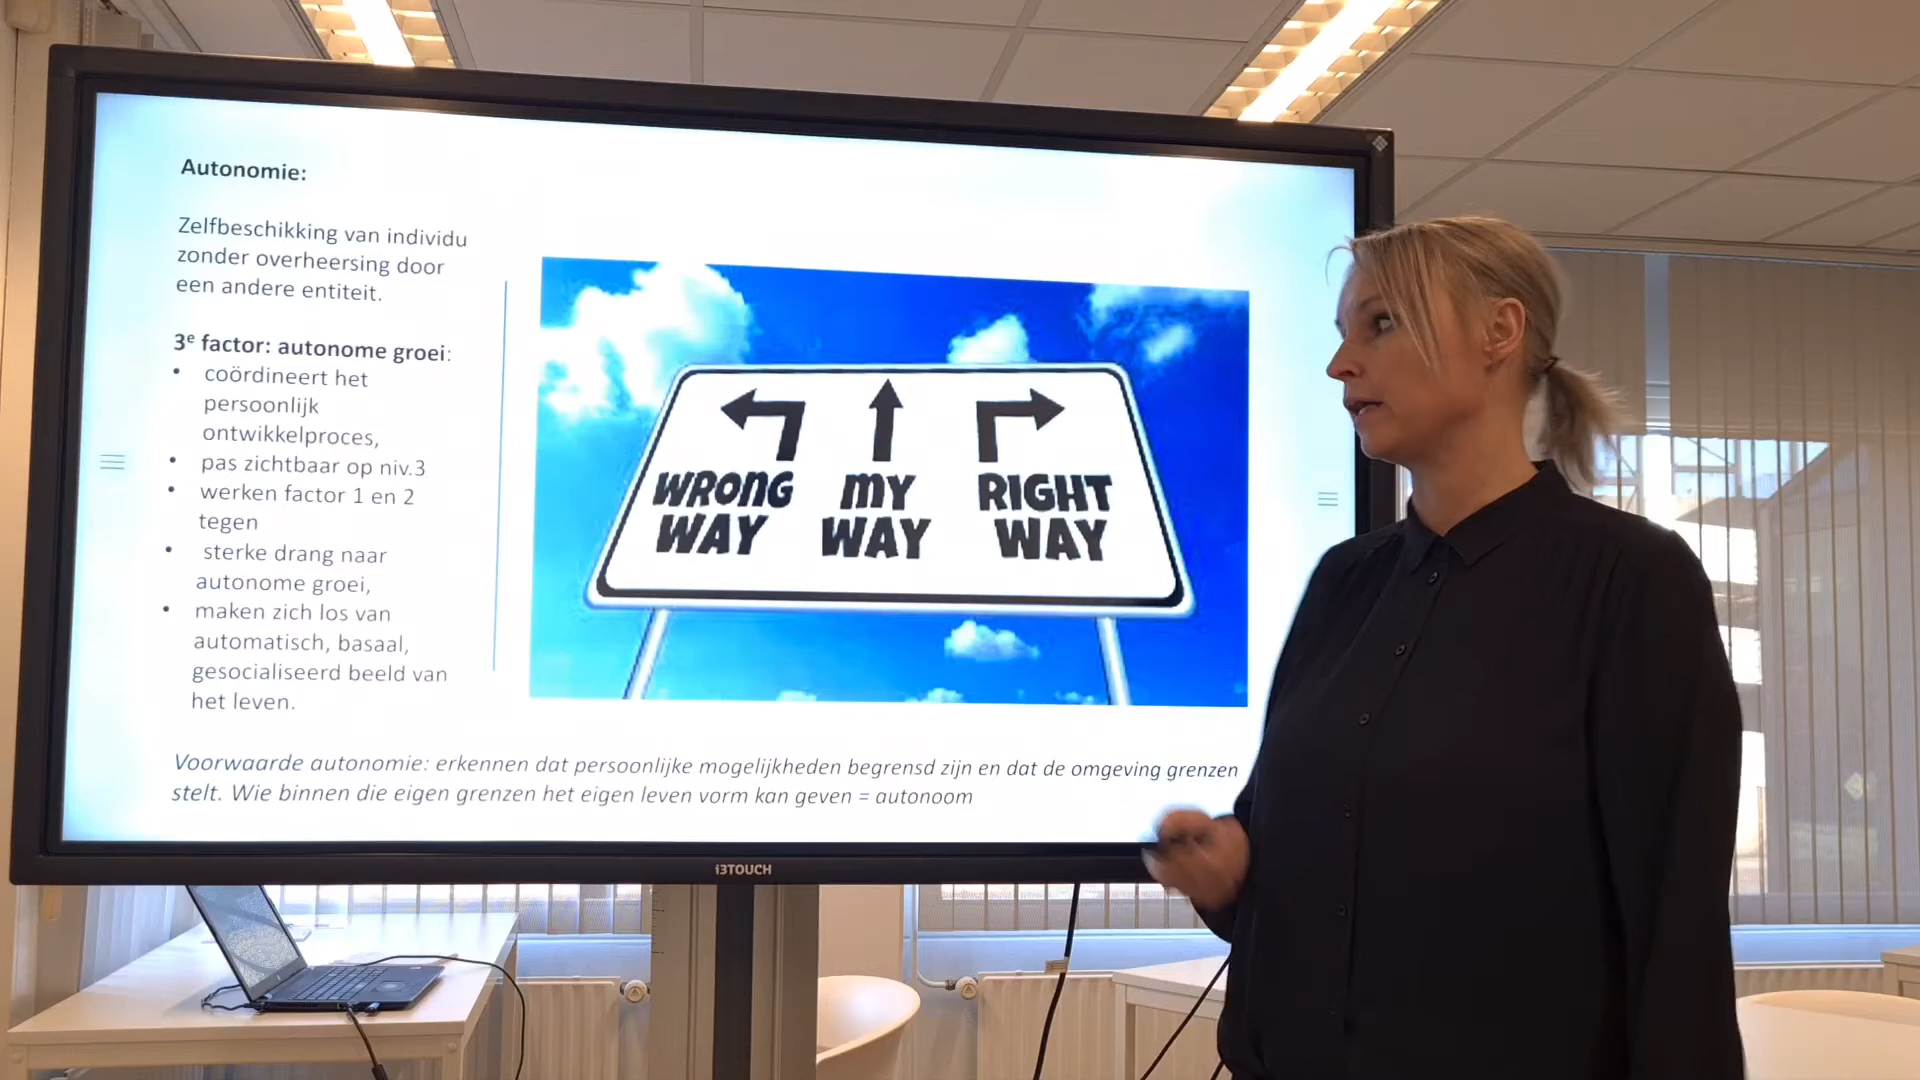 Autonomie:
Zelfbeschikking van individu
zonder overheersing door
een andere entiteit.
3e factor: autonome groei:
• coördineert het
persoonlijk
ontwikkelproces,
• pas zichtbaar op niv.3
• werken factor 1 en 2
tegen
• sterke drang naar
autonome groei,
• maken zich los van
automatisch, basaal,
gesocialiseerd beeld van
het leven.
WRONG WAY
MY WAY
RIGHT WAY
Voorwaarde autonomie: erkennen dat persoonlijke mogelijkheden begrensd zijn en dat de omgeving grenzen
stelt. Wie binnen die eigen grenzen het eigen leven vorm kan geven = autonoom
i3TOUCH